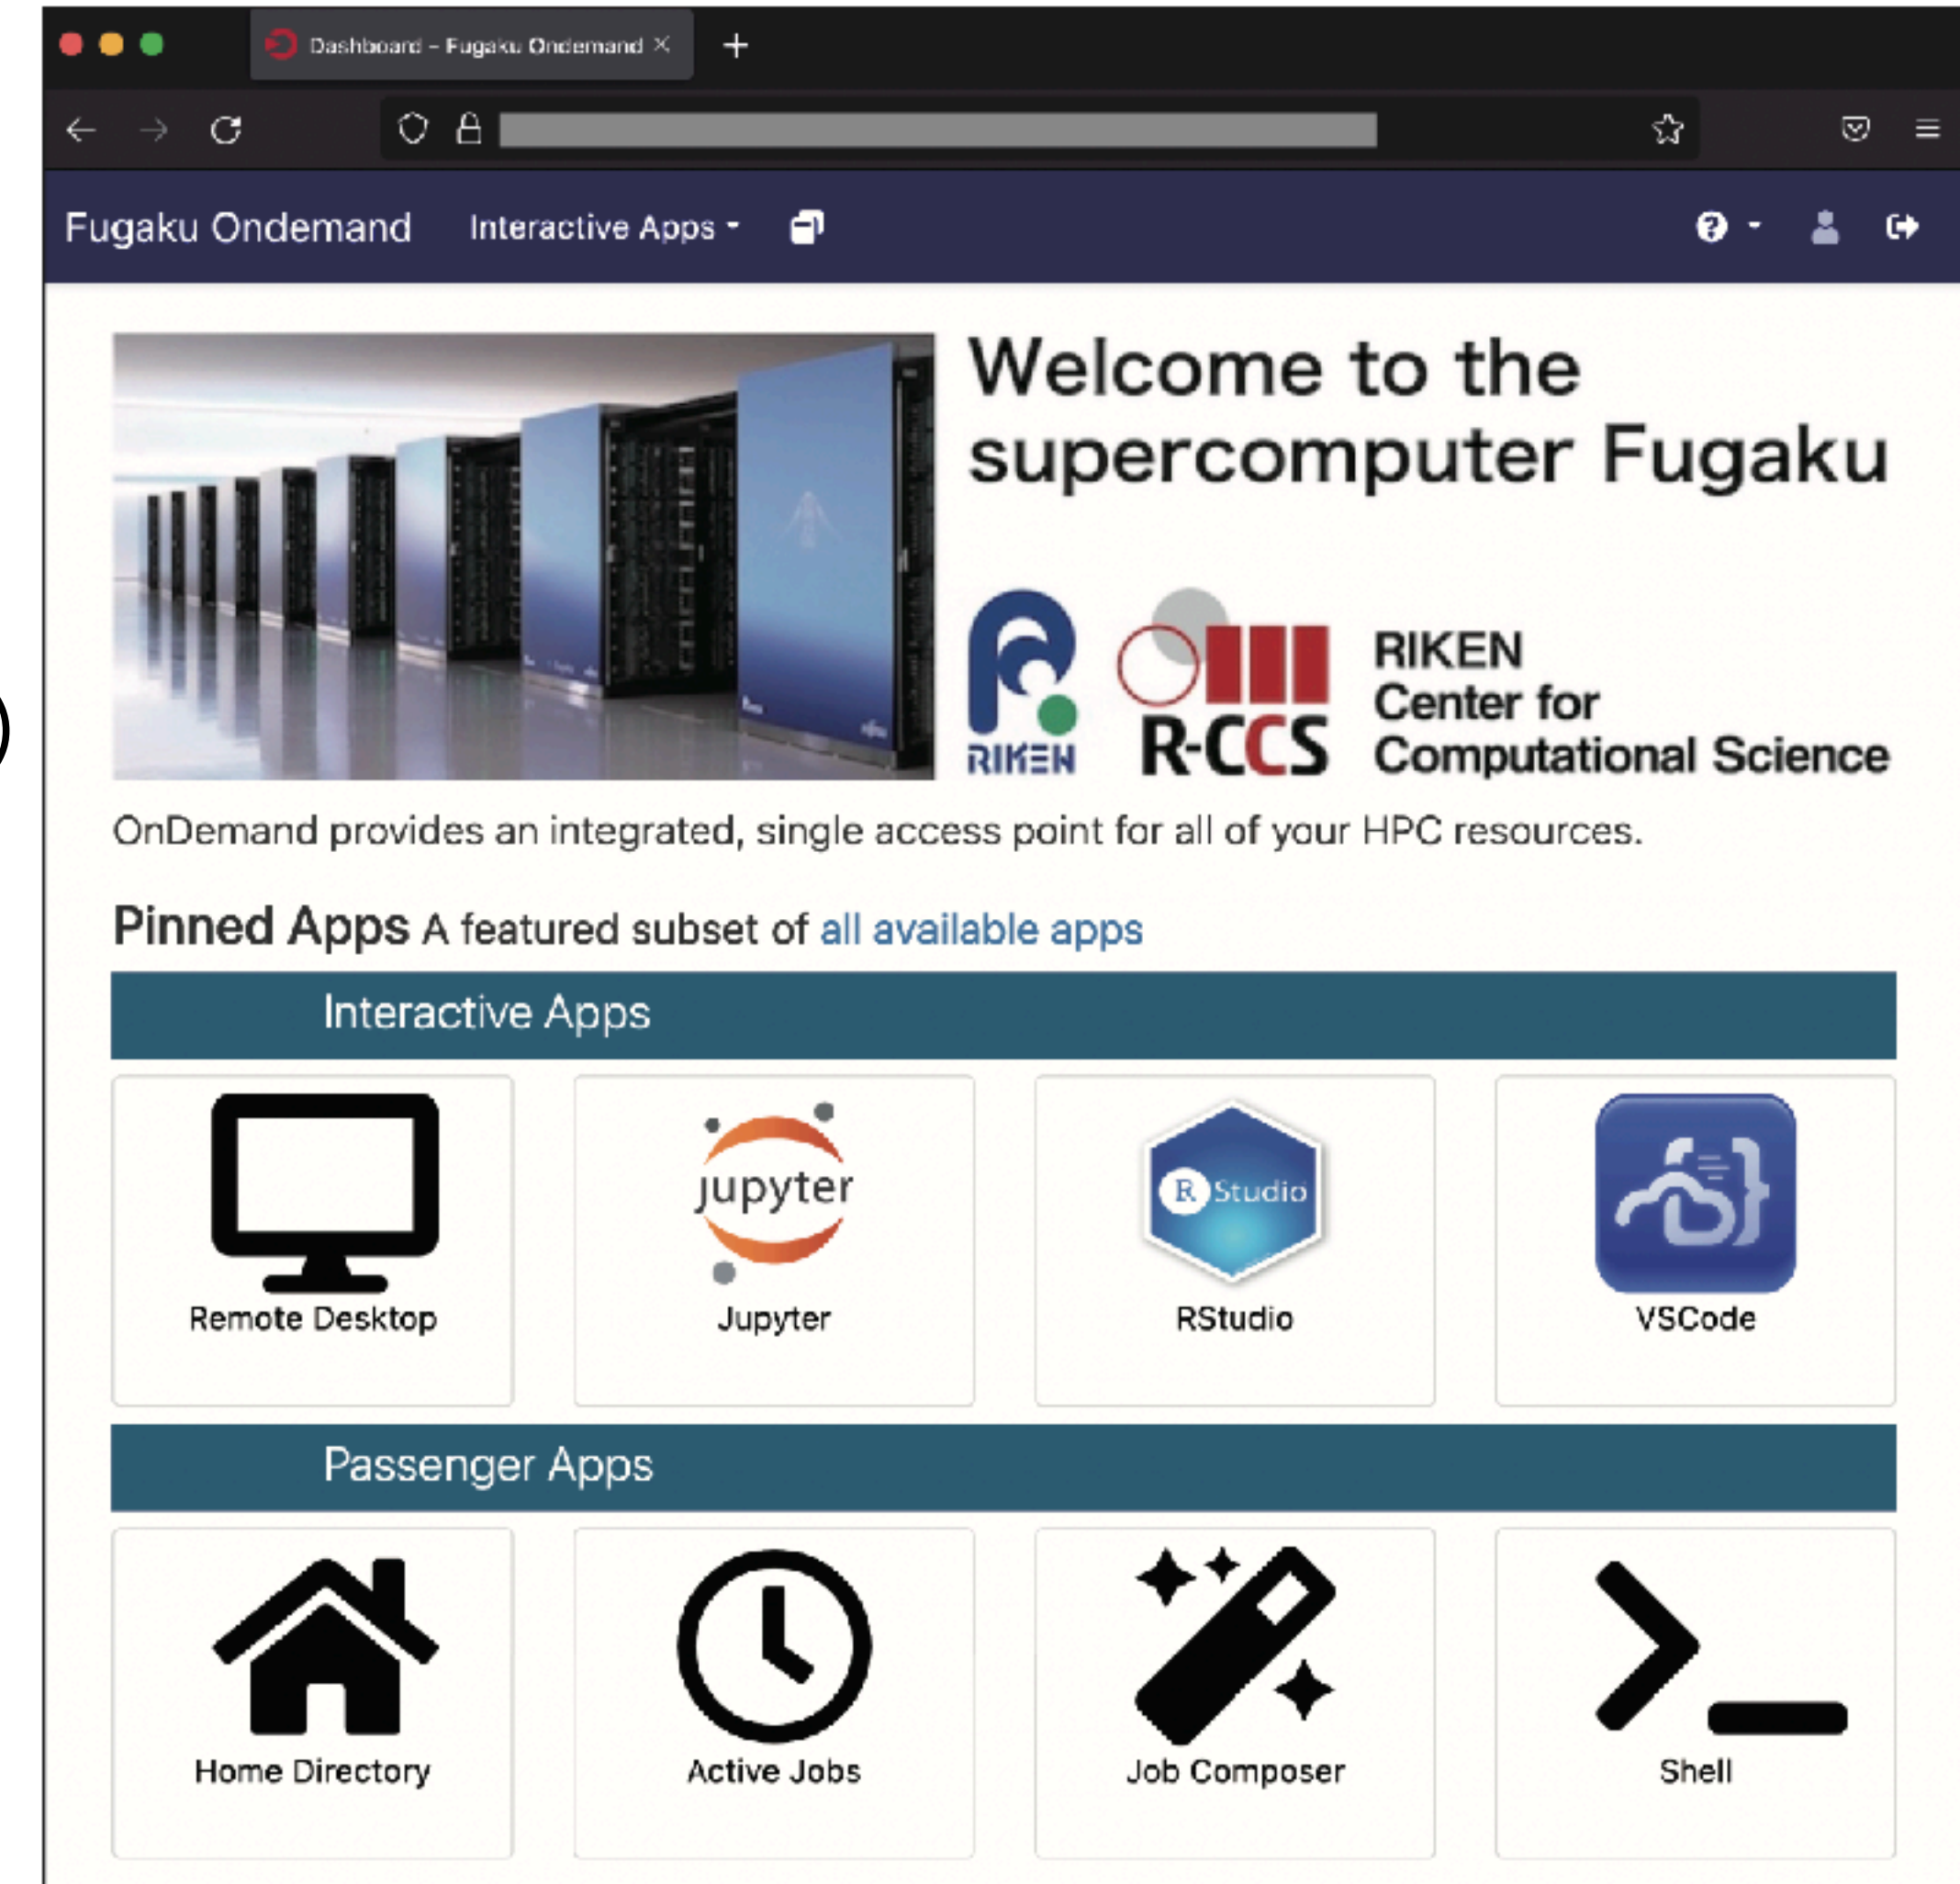 Dashboard – Fugaku Ondemand
Fugaku Ondemand Interactive Apps
Welcome to the
supercomputer Fugaku
RIKEN
R-CCS
RIKEN
Center for
Computational Science
OnDemand provides an integrated, single access point for all of your HPC resources.
Pinned Apps A featured subset of all available apps
Interactive Apps
jupyter
R Studio
Remote Desktop
Jupyter
RStudio
VSCode
Passenger Apps
Home Directory
Active Jobs
Job Composer
Shell